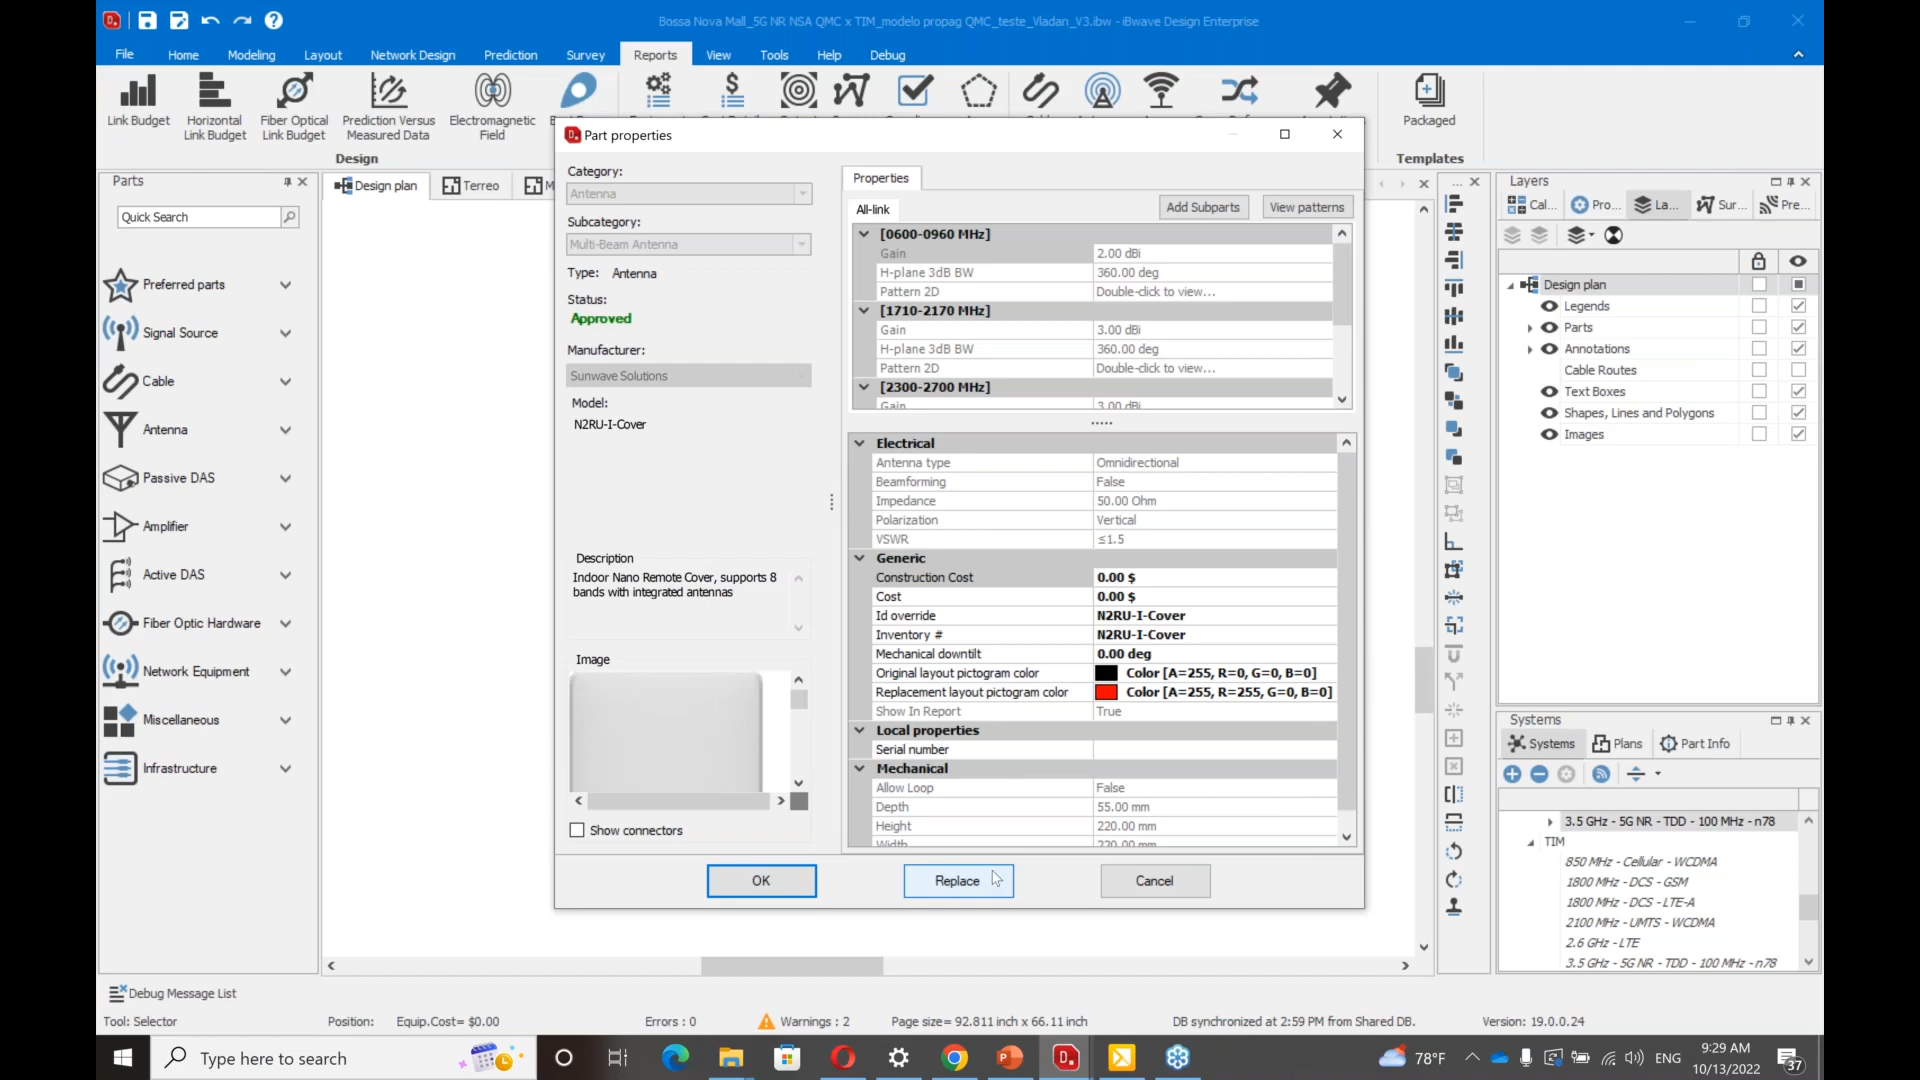 Bossa Nova Mall_5G NR NSA QMC x TIM_modelo propag QMC_teste_Vladan_V3.ibw - iBwave Design Enterprise
File Home Modeling Layout Network Design Prediction Survey Reports View Tools Help Debug
Link Budget Horizontal Link Budget Fiber Optical Link Budget Prediction Versus Measured Data Electromagnetic Field Packaged
Design Templates
Parts
Quick Search
Preferred parts
Signal Source
Cable
Antenna
Passive DAS
Amplifier
Active DAS
Fiber Optic Hardware
Network Equipment
Miscellaneous
Infrastructure
Design plan Terreo M
Part properties
Category:
Antenna
Subcategory:
Multi-Beam Antenna
Type: Antenna
Status:
Approved
Manufacturer:
Sunwave Solutions
Model:
N2RU-I-Cover
Description
Indoor Nano Remote Cover, supports 8
bands with integrated antennas
Image
Show connectors
Properties
All-link Add Subparts View patterns
[0600-0960 MHz]
Gain 2.00 dBi
H-plane 3dB BW 360.00 deg
Pattern 2D Double-click to view...
[1710-2170 MHz]
Gain 3.00 dBi
H-plane 3dB BW 360.00 deg
Pattern 2D Double-click to view...
[2300-2700 MHz]
Gain 3.00 dBi
Electrical
Antenna type Omnidirectional
Beamforming False
Impedance 50.00 Ohm
Polarization Vertical
VSWR ≤1.5
Generic
Construction Cost 0.00 $
Cost 0.00 $
Id override N2RU-I-Cover
Inventory # N2RU-I-Cover
Mechanical downtilt 0.00 deg
Original layout pictogram color Color [A=255, R=0, G=0, B=0]
Replacement layout pictogram color Color [A=255, R=255, G=0, B=0]
Show In Report True
Local properties
Serial number
Mechanical
Allow Loop False
Depth 55.00 mm
Height 220.00 mm
Width 220.00 mm
OK Replace Cancel
Layers
Cal... Pro... La... Sur... Pre...
Design plan
Legends
Parts
Annotations
Cable Routes
Text Boxes
Shapes, Lines and Polygons
Images
Systems
Systems Plans Part Info
3.5 GHz - 5G NR - TDD - 100 MHz - n78
TIM
850 MHz - Cellular - WCDMA
1800 MHz - DCS - GSM
1800 MHz - DCS - LTE-A
2100 MHz - UMTS - WCDMA
2.6 GHz - LTE
3.5 GHz - 5G NR - TDD - 100 MHz - n78
Debug Message List
Tool: Selector Position: Equip.Cost= $0.00 Errors : 0 Warnings : 2 Page size= 92.811 inch x 66.11 inch DB synchronized at 2:59 PM from Shared DB. Version: 19.0.0.24
Type here to search 78°F ENG 9:29 AM
10/13/2022 37